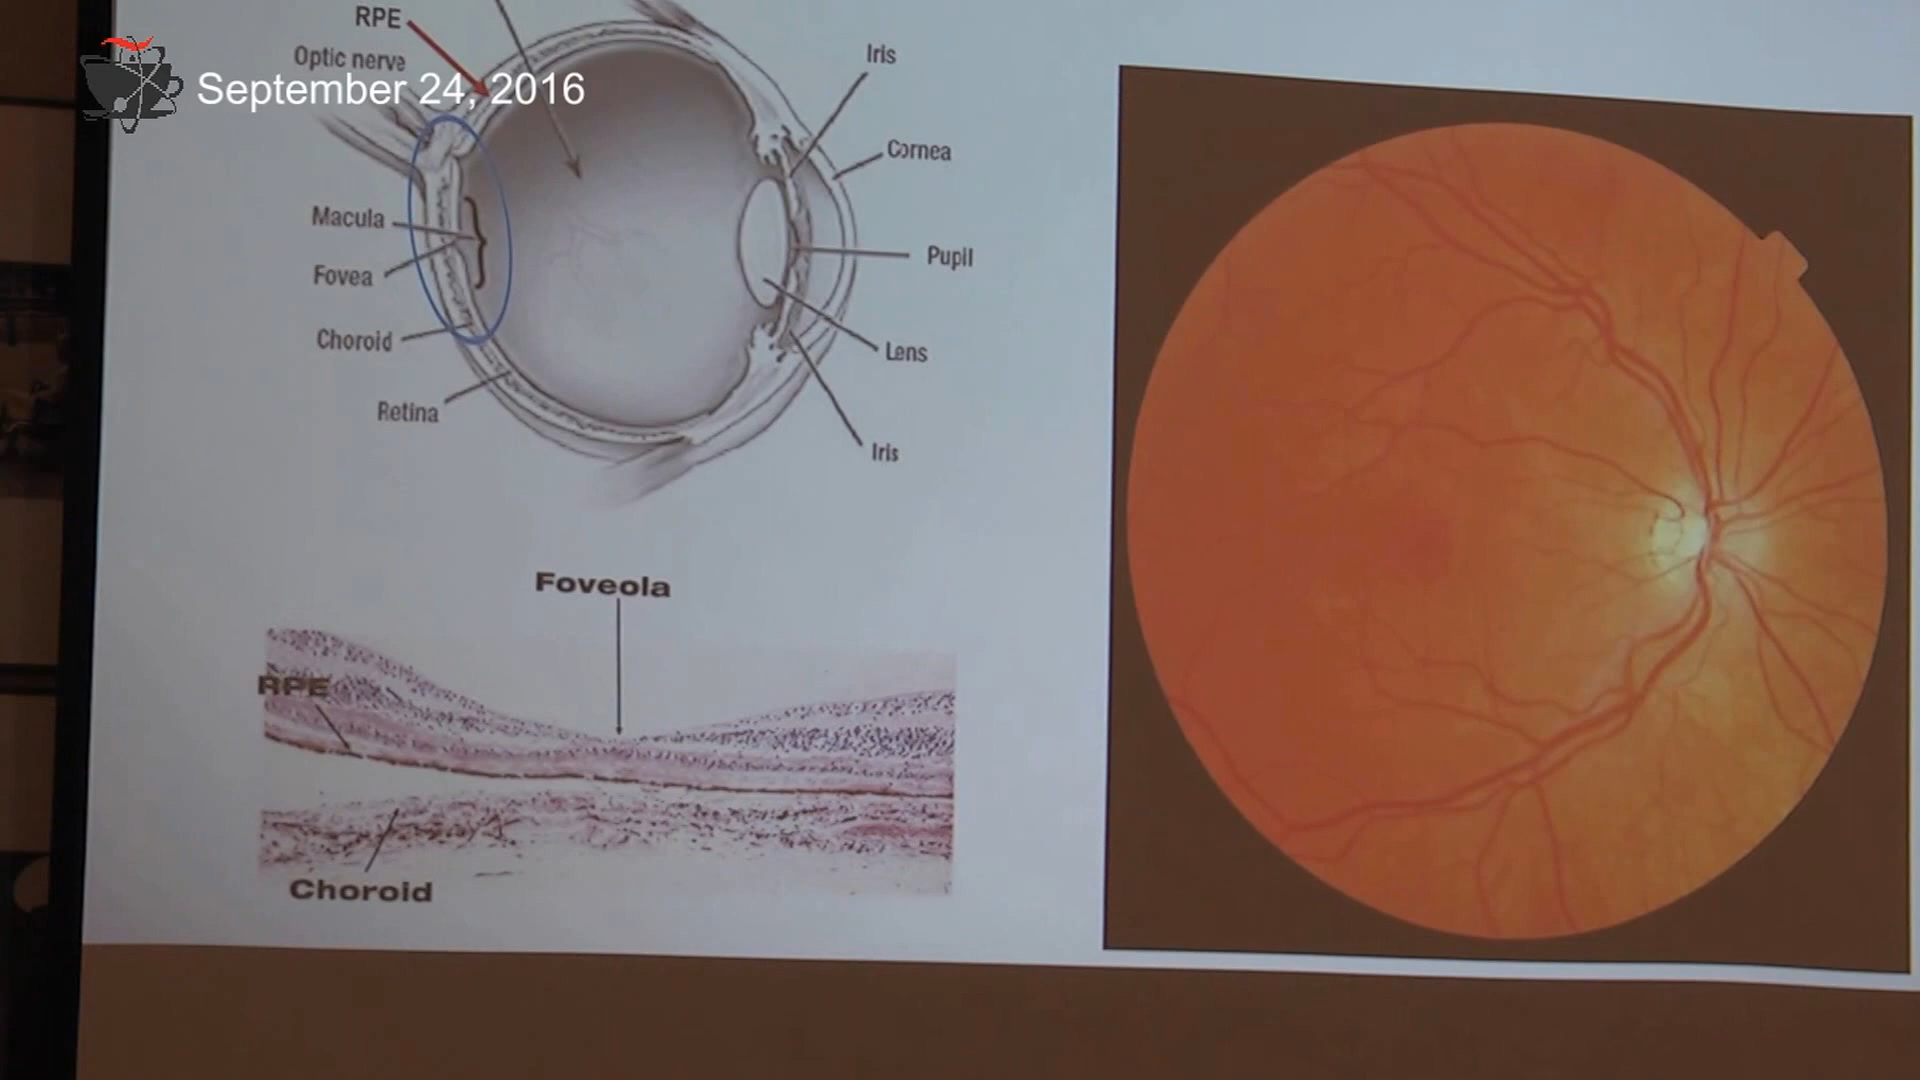 RPE
Optic nerve
September 24, 2016
Iris
Cornea
Macula
Pupil
Fovea
Choroid
Lens
Retina
Iris
Foveola
RPE
Choroid